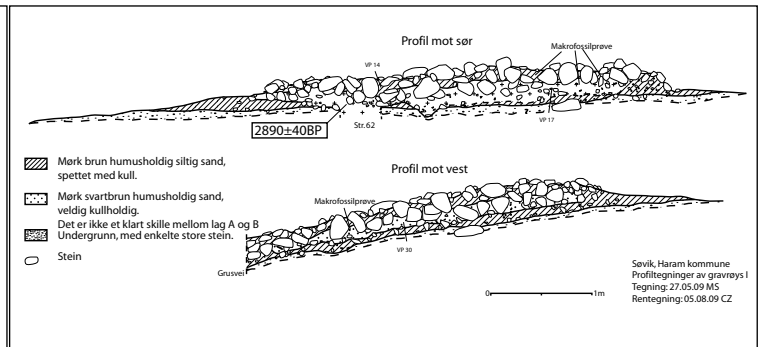 Profil mot sør
Makrofossilprøve
VP 14
VP 17
2890±40BP
Str.62
Mørk brun humusholdig siltig sand,
spettet med kull.
Mørk svartbrun humusholdig sand,
veldig kullholdig.
Det er ikke et klart skille mellom lag A og B
Undergrunn, med enkelte store stein.
Stein
Profil mot vest
Makrofossilprøve
VP 30
Grusvei
0
1m
Søvik, Haram kommune
Profiltegninger av gravrøys I
Tegning: 27.05.09 MS
Rentegning: 05.08.09 CZ